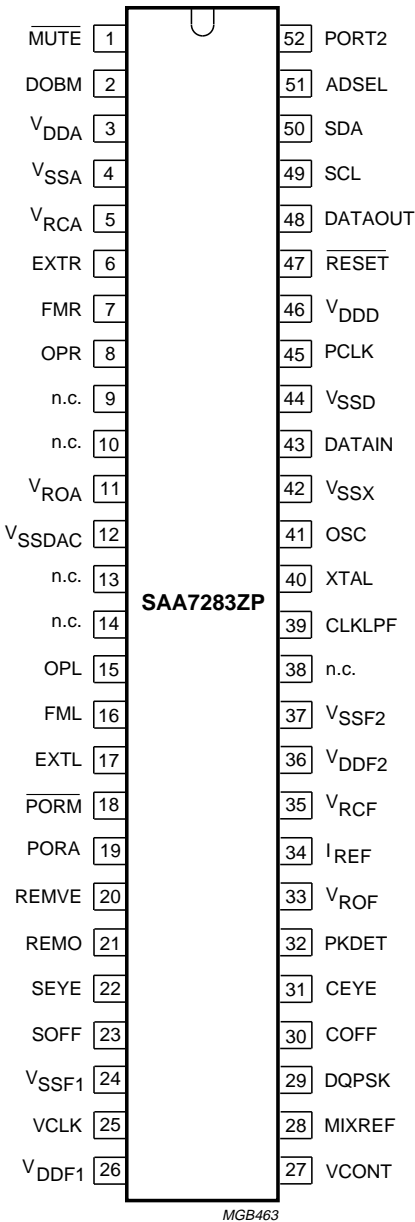 MUTE 1 52 PORT2
DOBM 2 51 ADSEL
VDDA 3 50 SDA
VSSA 4 49 SCL
VRCA 5 48 DATAOUT
EXTR 6 47 RESET
FMR 7 46 VDDD
OPR 8 45 PCLK
n.c. 9 44 VSSD
n.c. 10 43 DATAIN
VROA 11 42 VSSX
VSSDAC 12 41 OSC
n.c. 13 40 XTAL
SAA7283ZP
n.c. 14 39 CLKLPF
OPL 15 38 n.c.
FML 16 37 VSSF2
EXTL 17 36 VDDF2
PORM 18 35 VRCF
PORA 19 34 IREF
REMVE 20 33 VROF
REMO 21 32 PKDET
SEYE 22 31 CEYE
SOFF 23 30 COFF
VSSF1 24 29 DQPSK
VCLK 25 28 MIXREF
VDDF1 26 27 VCONT
MGB463